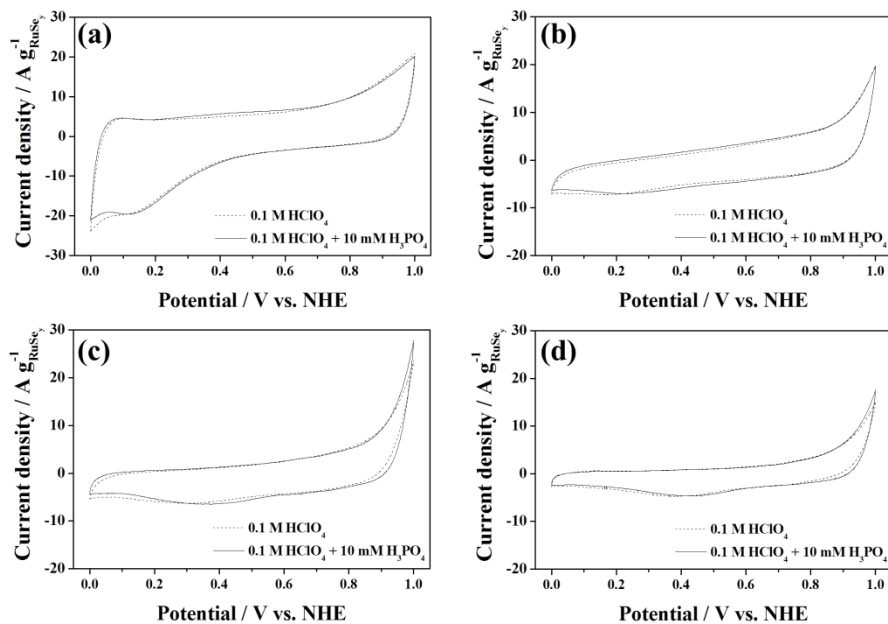 (a)
Current density / A g⁻¹ RuSeᵧ
30
20
10
0
-10
-20
-30
0.0 0.2 0.4 0.6 0.8 1.0
0.1 M HClO₄
0.1 M HClO₄ + 10 mM H₃PO₄
Potential / V vs. NHE
(b)
Current density / A g⁻¹ RuSeᵧ
30
20
10
0
-10
-20
0.0 0.2 0.4 0.6 0.8 1.0
0.1 M HClO₄
0.1 M HClO₄ + 10 mM H₃PO₄
Potential / V vs. NHE
(c)
Current density / A g⁻¹ RuSeᵧ
30
20
10
0
-10
-20
0.0 0.2 0.4 0.6 0.8 1.0
0.1 M HClO₄
0.1 M HClO₄ + 10 mM H₃PO₄
Potential / V vs. NHE
(d)
Current density / A g⁻¹ RuSeᵧ
30
20
10
0
-10
-20
0.0 0.2 0.4 0.6 0.8 1.0
0.1 M HClO₄
0.1 M HClO₄ + 10 mM H₃PO₄
Potential / V vs. NHE